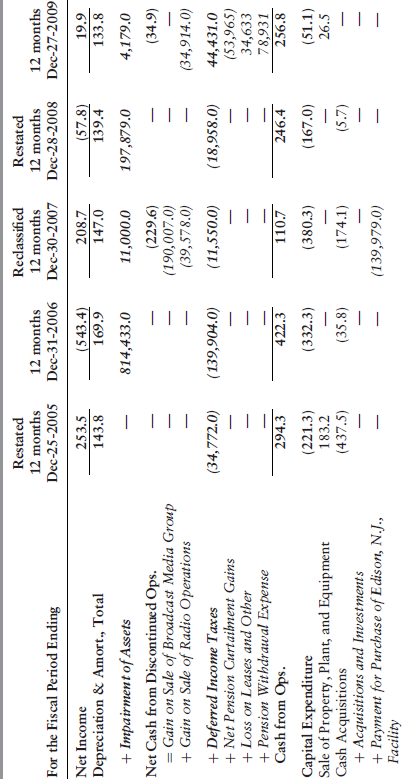 Restated Reclassified Restated
12 months 12 months 12 months 12 months 12 months
For the Fiscal Period Ending Dec-25-2005 Dec-31-2006 Dec-30-2007 Dec-28-2008 Dec-27-2009
Net Income 253.5 (543.4) 208.7 (57.8) 19.9
Depreciation & Amort., Total 143.8 169.9 147.0 139.4 133.8
+ Impairment of Assets — 814,433.0 11,000.0 197,879.0 4,179.0
Net Cash from Discontinued Ops. — — (229.6) — (34.9)
= Gain on Sale of Broadcast Media Group — — (190,007.0) — —
+ Gain on Sale of Radio Operations — — (39,578.0) — (34,914.0)
+ Deferred Income Taxes (34,772.0) (139,904.0) (11,550.0) (18,958.0) 44,431.0
+ Net Pension Curtailment Gains — — — — (53,965)
+ Loss on Leases and Other — — — — 34,633
+ Pension Withdrawal Expense — — — — 78,931
Cash from Ops. 294.3 422.3 110.7 246.4 256.8
Capital Expenditure (221.3) (332.3) (380.3) (167.0) (51.1)
Sale of Property, Plant, and Equipment 183.2 — — — 26.5
Cash Acquisitions (437.5) (35.8) (174.1) (5.7) —
+ Acquisitions and Investments — — — — —
+ Payment for Purchase of Edison, N.J., — — (139,979.0) — —
Facility